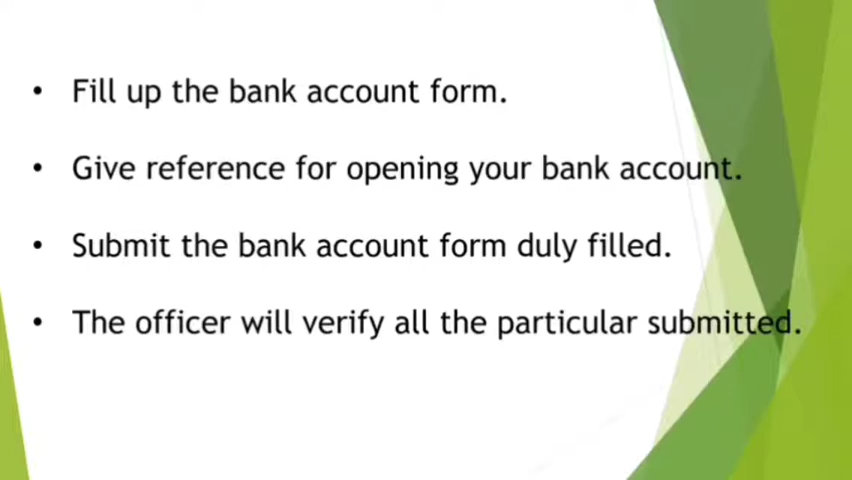 • Fill up the bank account form.
• Give reference for opening your bank account.
• Submit the bank account form duly filled.
• The officer will verify all the particular submitted.